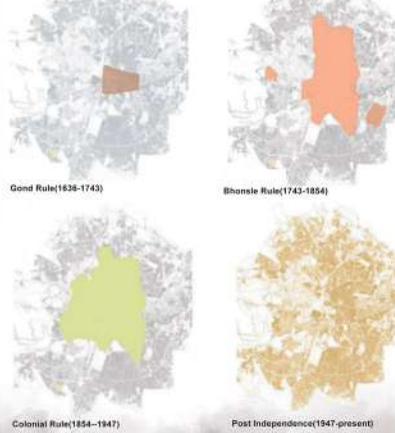 Gond Rule(1636-1743)
Bhonsle Rule(1743-1854)
Colonial Rule(1854--1947)
Post Independence(1947-present)